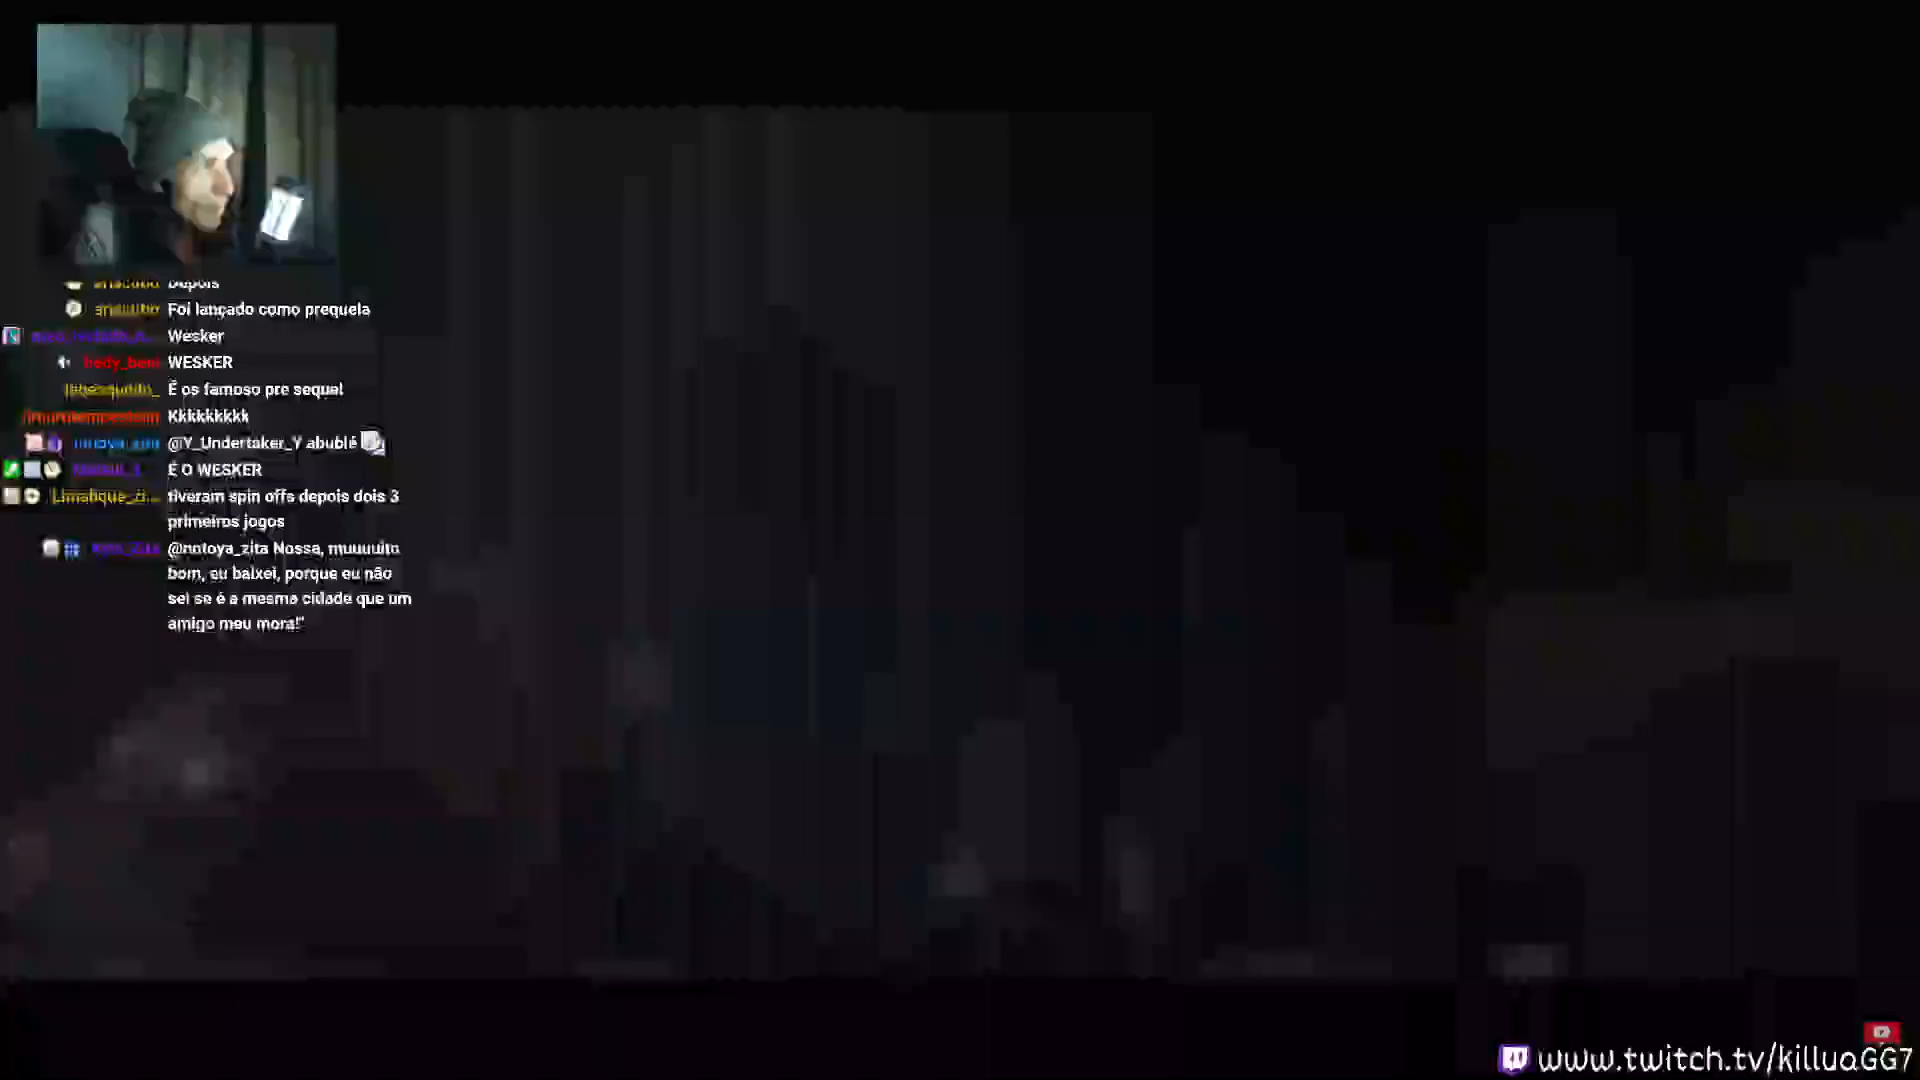 Depois
Foi lançado como prequela
Wesker
WESKER
É os famoso pre sequel
Kkkkkkkkk
@Y_Undertaker_Y abublé
É O WESKER
tiveram spin offs depois dois 3
primeiros jogos
@notoya_zita Nossa, muuuuito
bom, eu baixei, porque eu não
sei se é a mesma cidade que um
amigo meu mora!"
www.twitch.tv/killuaGG7